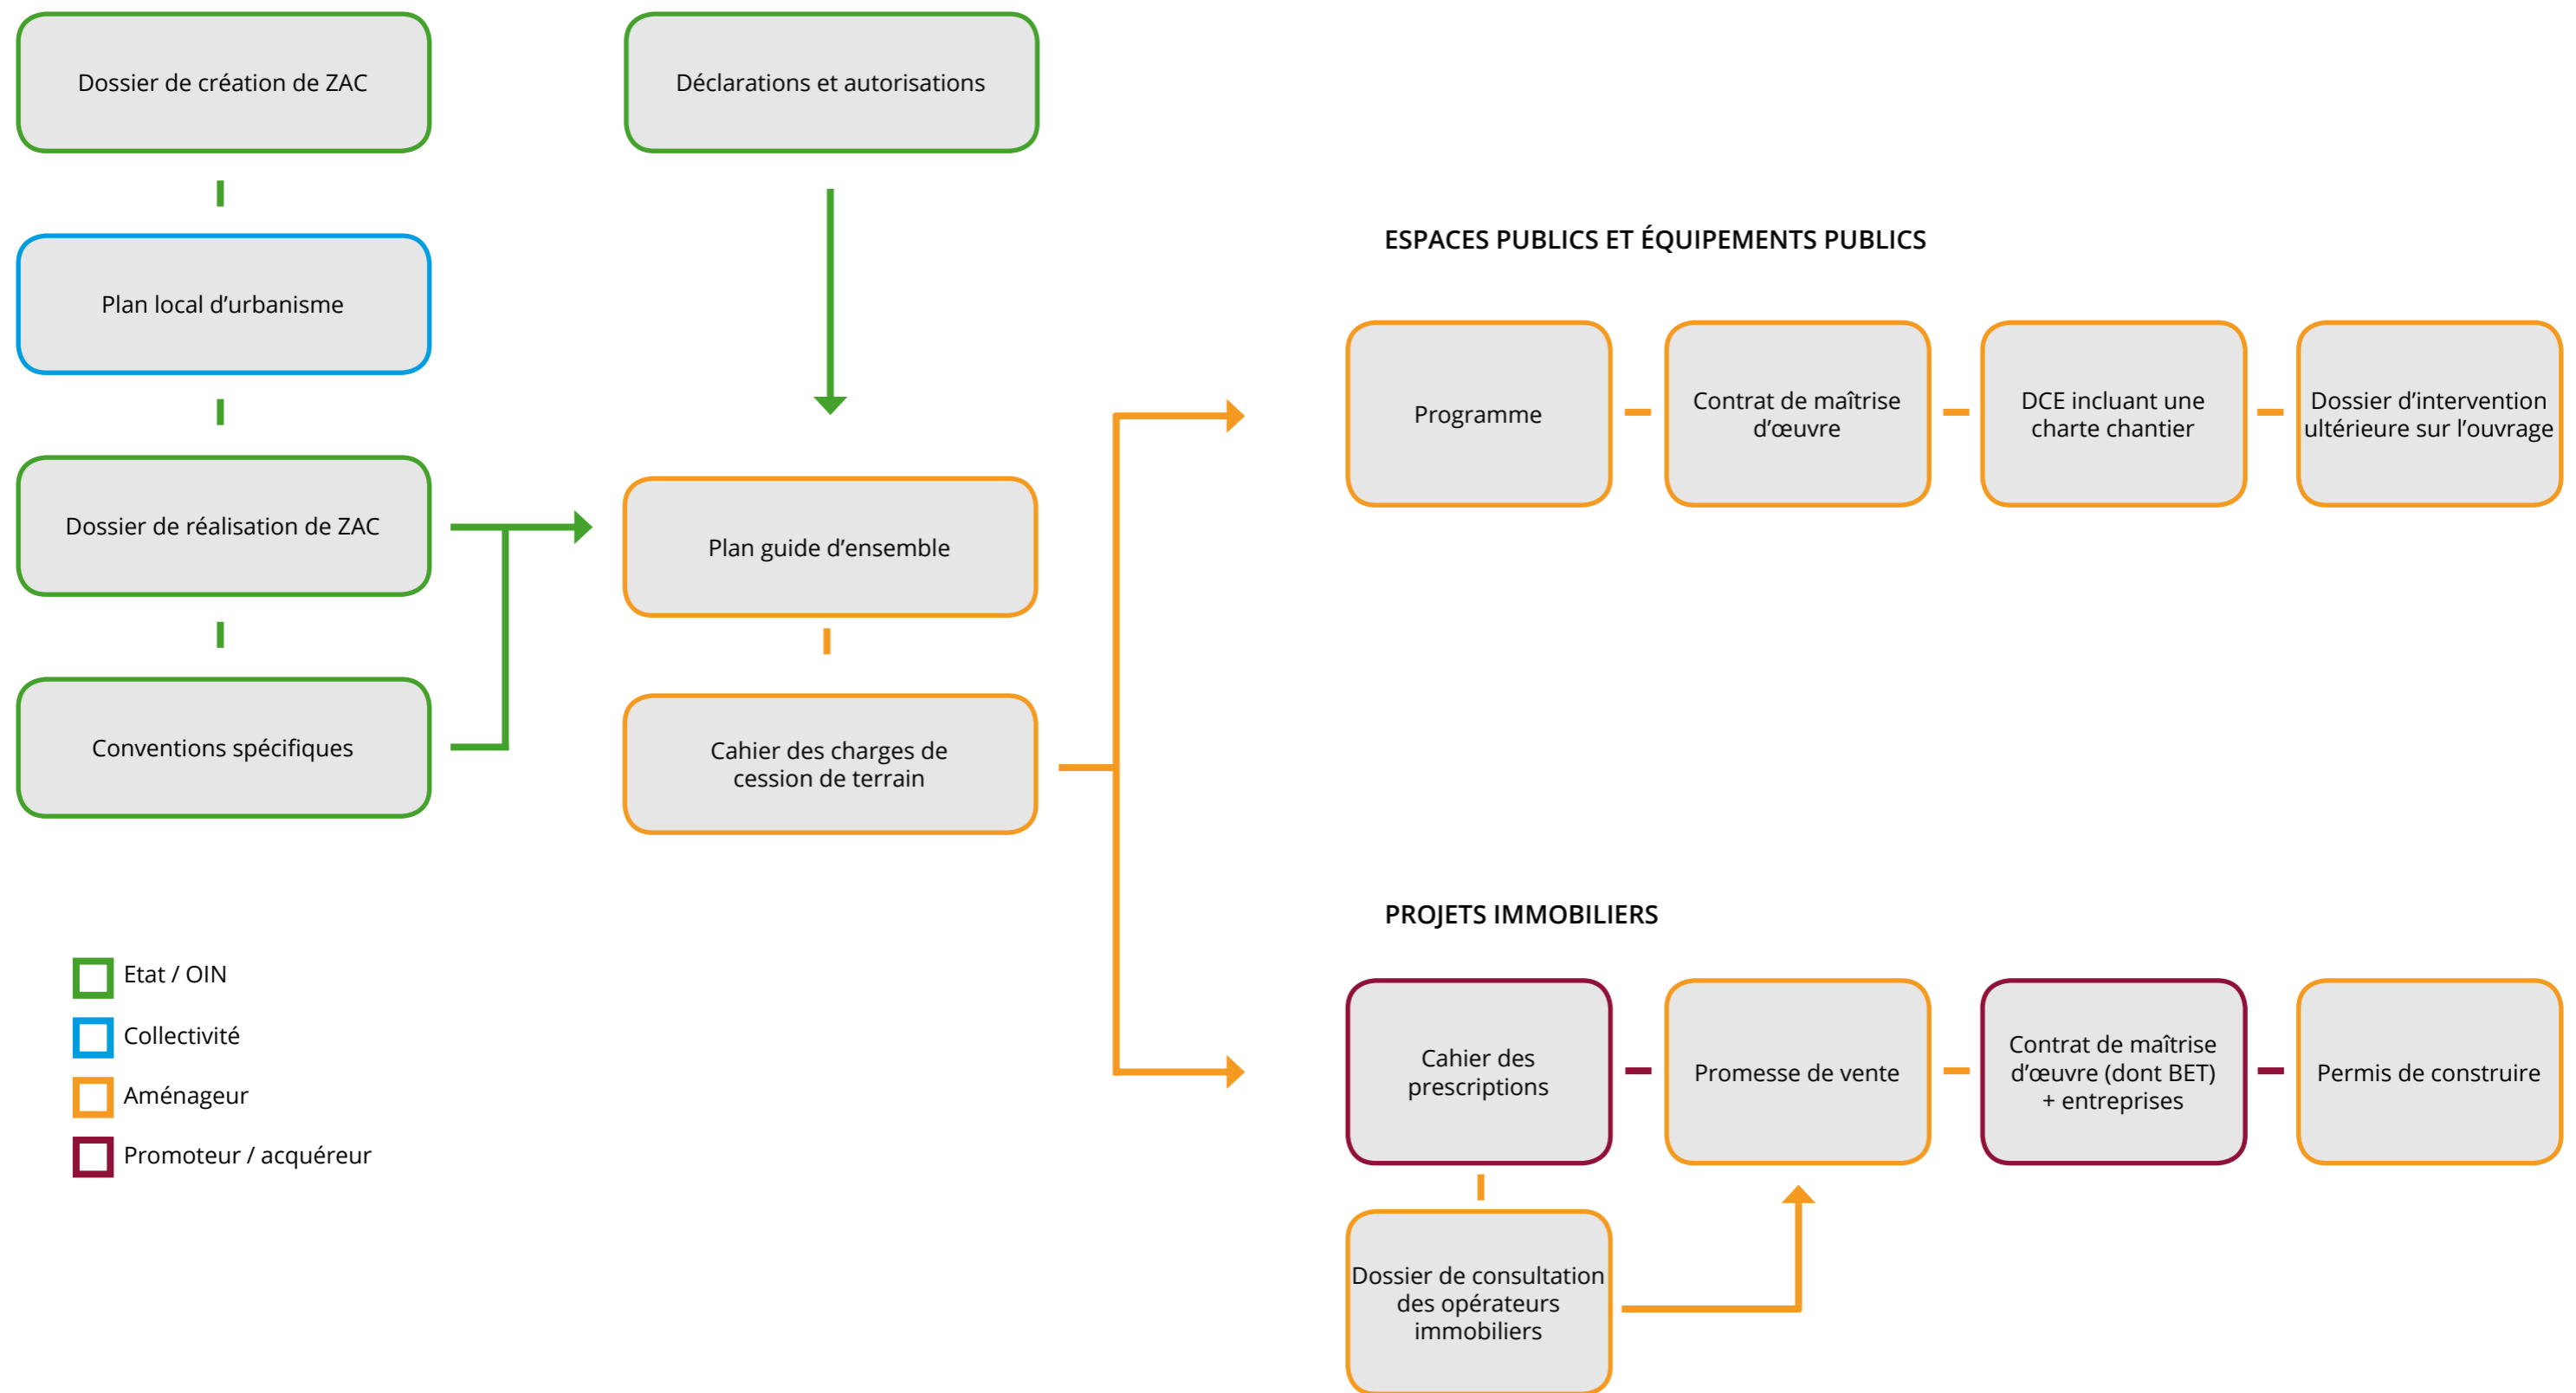 Dossier de création de ZAC
Déclarations et autorisations
Plan local d’urbanisme
Dossier de réalisation de ZAC
Conventions spécifiques
Plan guide d’ensemble
Cahier des charges de
cession de terrain
ESPACES PUBLICS ET ÉQUIPEMENTS PUBLICS
Programme
Contrat de maîtrise
d’œuvre
DCE incluant une
charte chantier
Dossier d’intervention
ultérieure sur l’ouvrage
PROJETS IMMOBILIERS
Cahier des
prescriptions
Promesse de vente
Contrat de maîtrise
d’œuvre (dont BET)
+ entreprises
Permis de construire
Dossier de consultation
des opérateurs
immobiliers
Etat / OIN
Collectivité
Aménageur
Promoteur / acquéreur